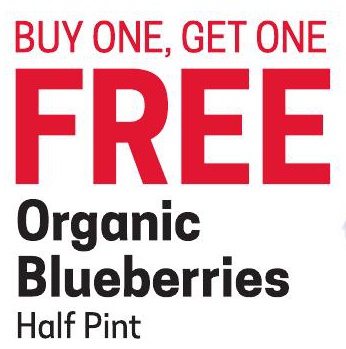 BUY ONE, GET ONE
FREE
Organic
Blueberries
Half Pint